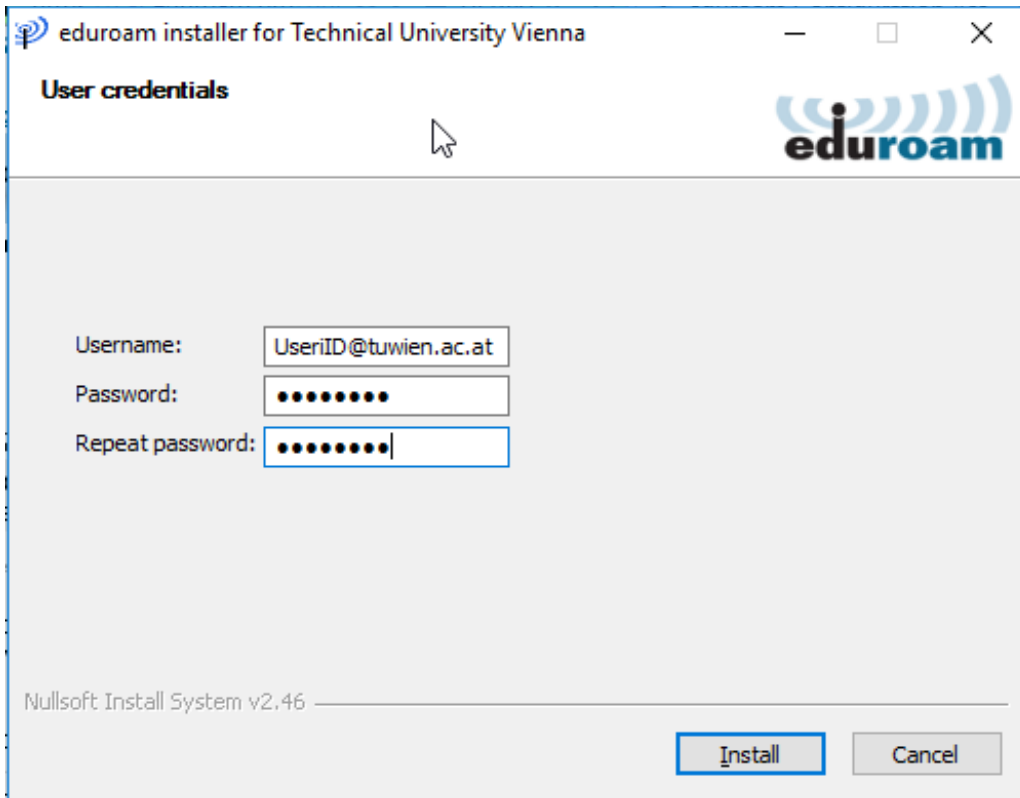 eduroam installer for Technical University Vienna
User credentials
eduroam
Username: UseriID@tuwien.ac.at
Password: ●●●●●●●●
Repeat password: ●●●●●●●●
Nullsoft Install System v2.46
Install Cancel